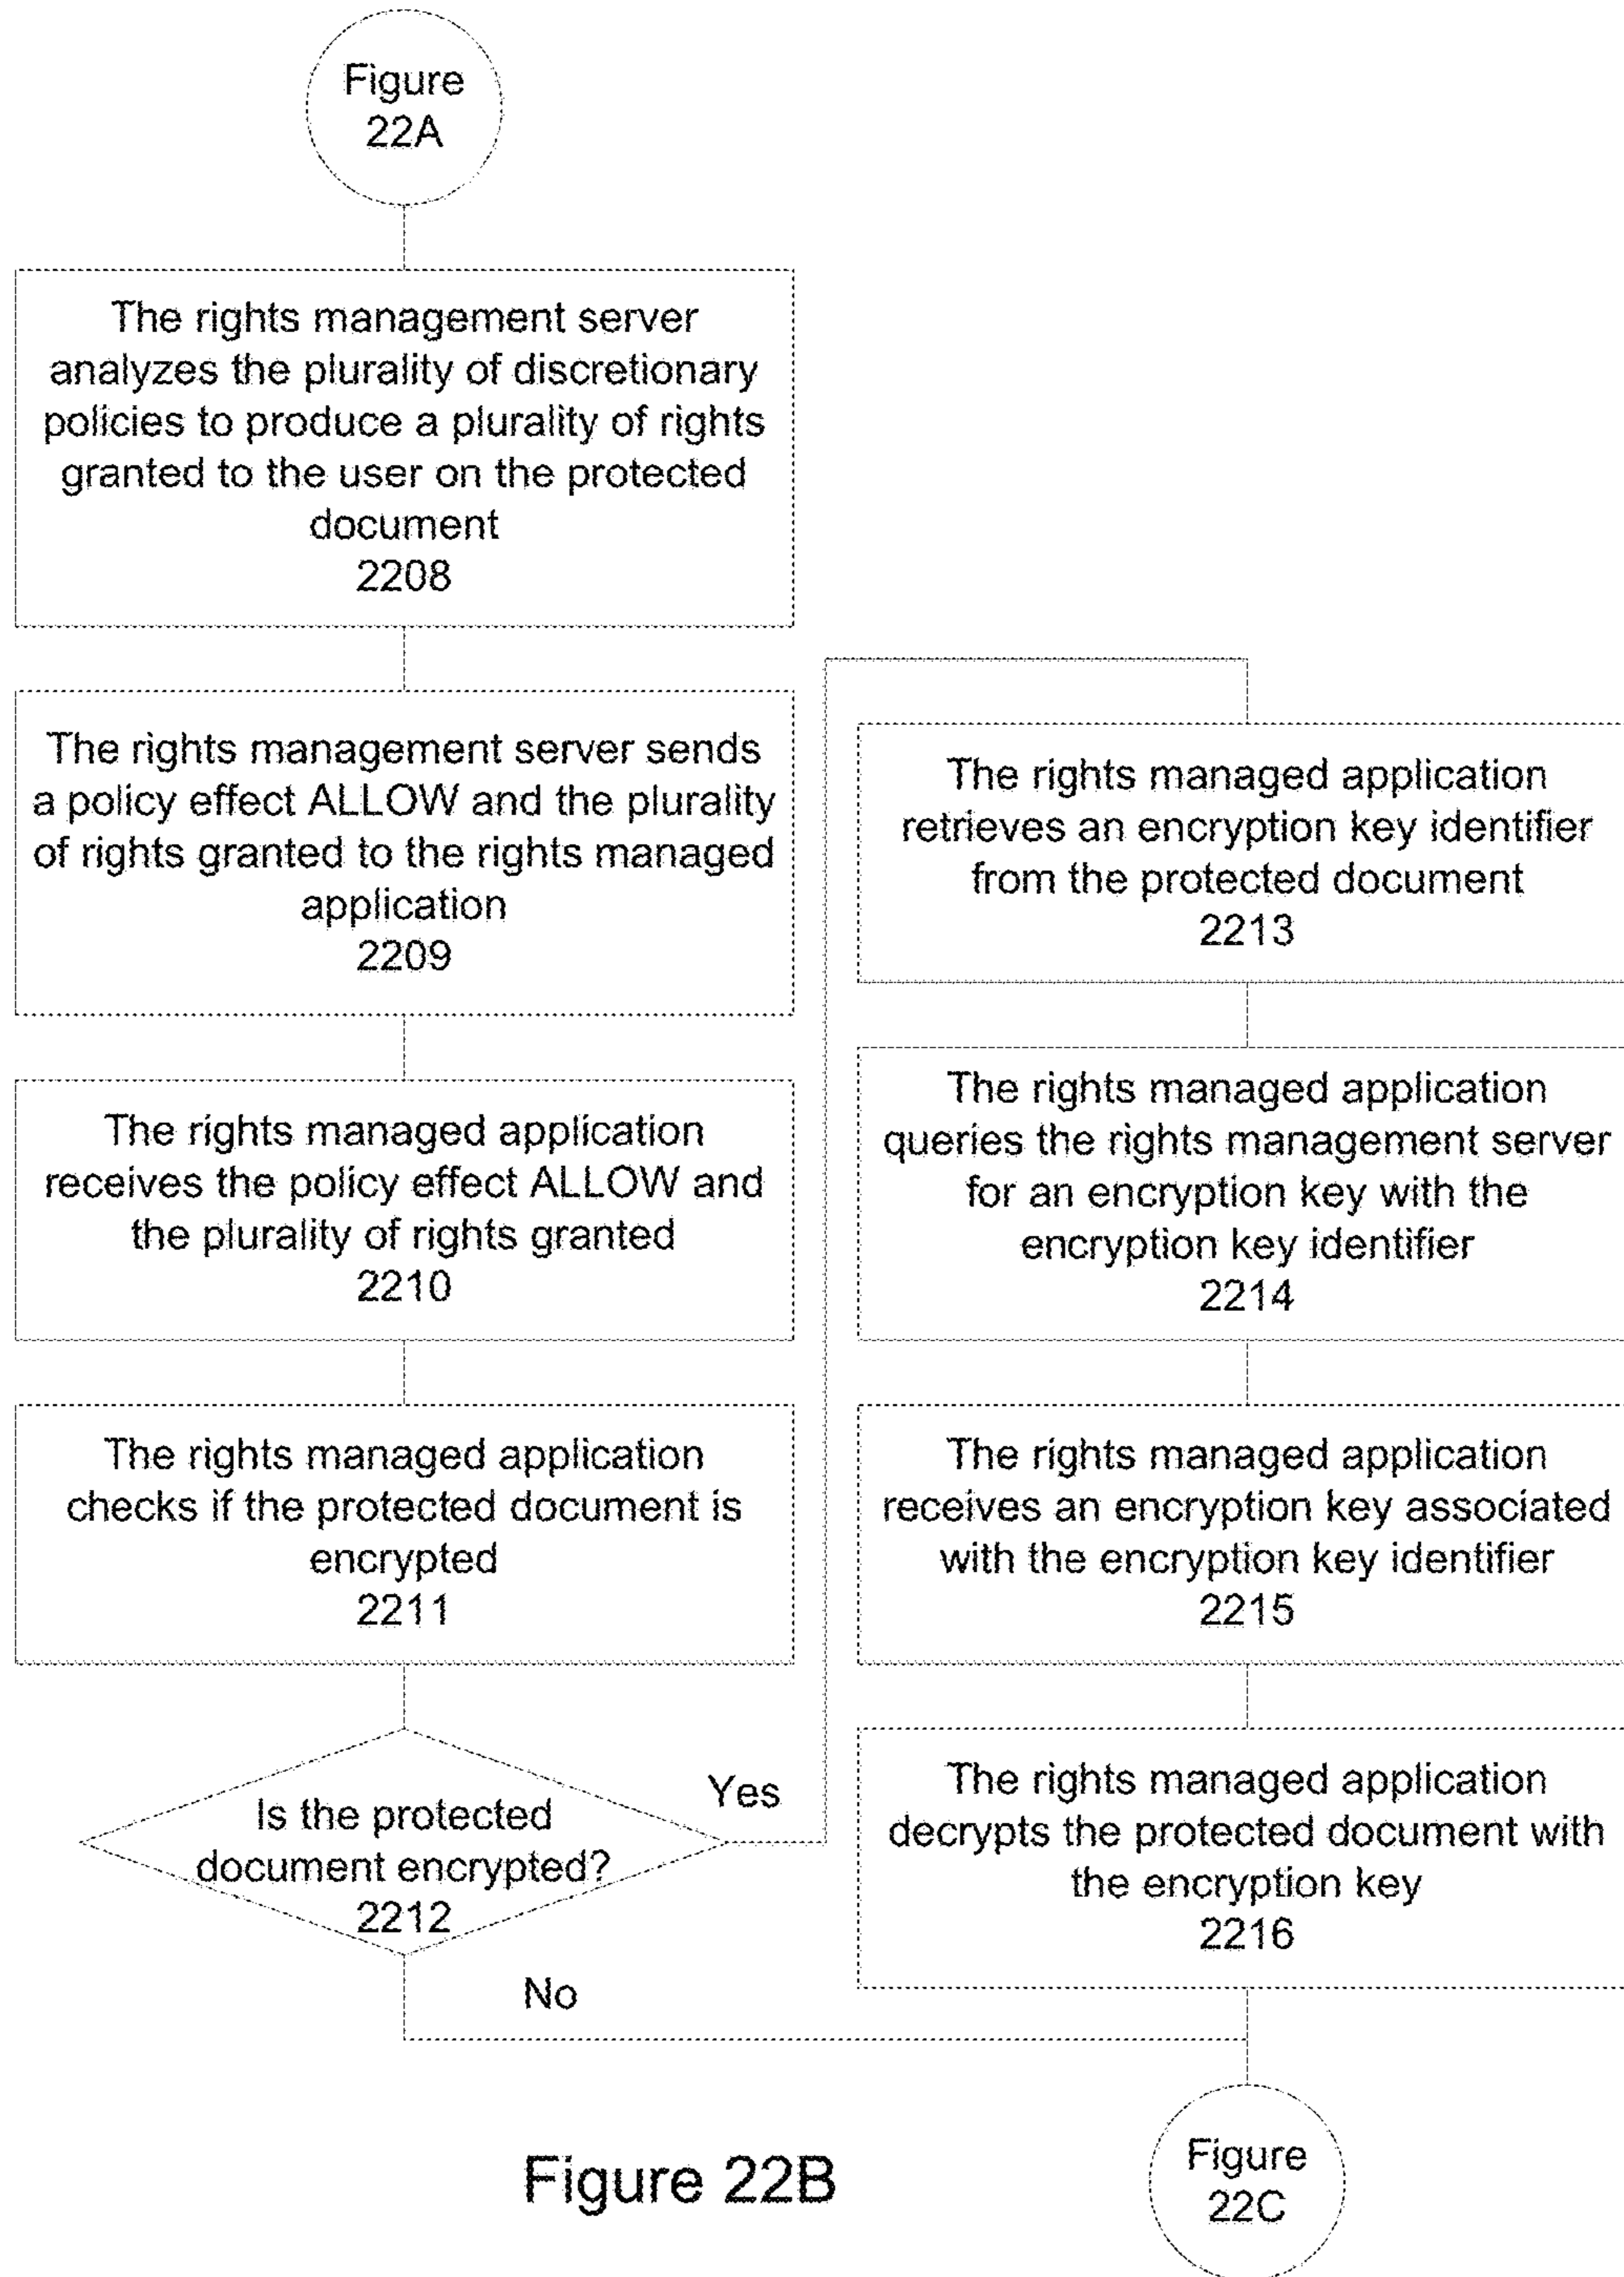 Figure
22A
The rights management server
analyzes the plurality of discretionary
policies to produce a plurality of rights
granted to the user on the protected
document
2208
The rights management server sends
a policy effect ALLOW and the plurality
of rights granted to the rights managed
application
2209
The rights managed application
receives the policy effect ALLOW and
the plurality of rights granted
2210
The rights managed application
checks if the protected document is
encrypted
2211
Is the protected
document encrypted?
2212
Yes
No
The rights managed application
retrieves an encryption key identifier
from the protected document
2213
The rights managed application
queries the rights management server
for an encryption key with the
encryption key identifier
2214
The rights managed application
receives an encryption key associated
with the encryption key identifier
2215
The rights managed application
decrypts the protected document with
the encryption key
2216
Figure
22C
Figure 22B